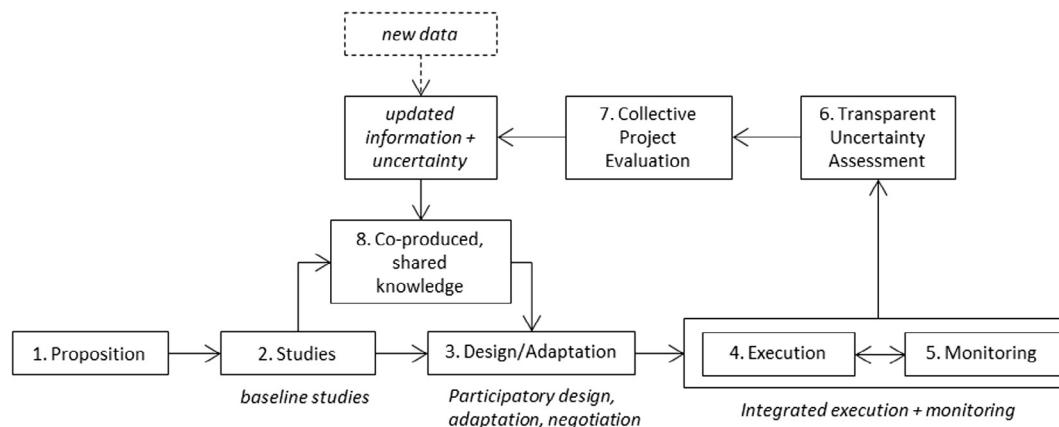 new data
updated
information +
uncertainty
7. Collective
Project
Evaluation
6. Transparent
Uncertainty
Assessment
8. Co-produced,
shared
knowledge
1. Proposition
2. Studies
3. Design/Adaptation
4. Execution
5. Monitoring
baseline studies
Participatory design,
adaptation, negotiation
Integrated execution + monitoring